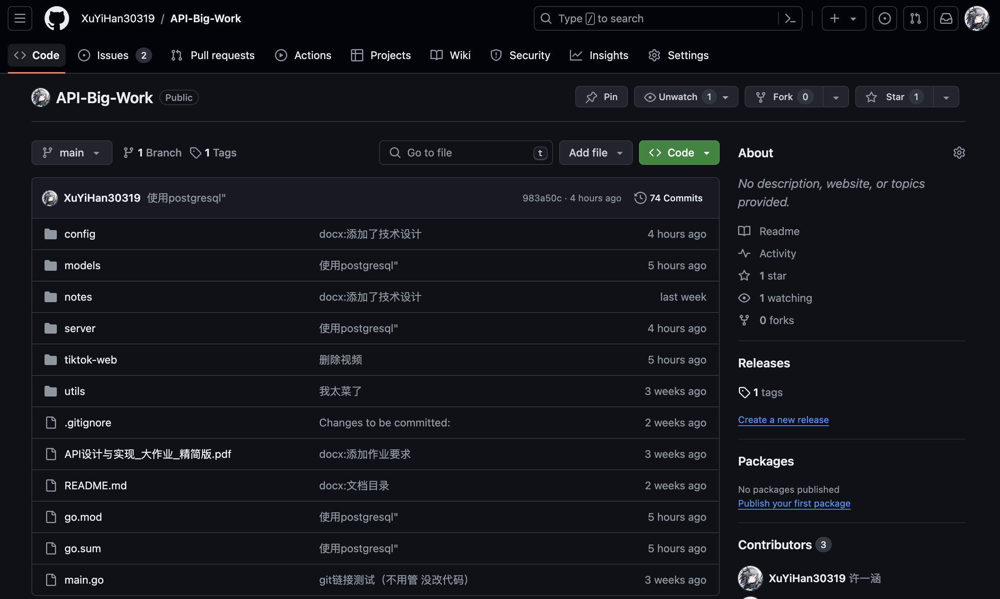 XuYiHan30319 / API-Big-Work
Type / to search
Code
Issues 2
Pull requests
Actions
Projects
Wiki
Security
Insights
Settings
API-Big-Work Public
Pin
Unwatch 1
Fork 0
Star 1
main
1 Branch
1 Tags
Go to file t
Add file
Code
XuYiHan30319 使用postgresql"
983a50c · 4 hours ago
74 Commits
config docx:添加了技术设计 4 hours ago
models 使用postgresql" 5 hours ago
notes docx:添加了技术设计 last week
server 使用postgresql" 4 hours ago
tiktok-web 删除视频 5 hours ago
utils 我太菜了 3 weeks ago
.gitignore Changes to be committed: 2 weeks ago
API设计与实现_大作业_精简版.pdf docx:添加作业要求 3 weeks ago
README.md docx:文档目录 2 weeks ago
go.mod 使用postgresql" 5 hours ago
go.sum 使用postgresql" 5 hours ago
main.go git链接测试（不用管 没改代码） 3 weeks ago
About
No description, website, or topics
provided.
Readme
Activity
1 star
1 watching
0 forks
Releases
1 tags
Create a new release
Packages
No packages published
Publish your first package
Contributors 3
XuYiHan30319 许一涵